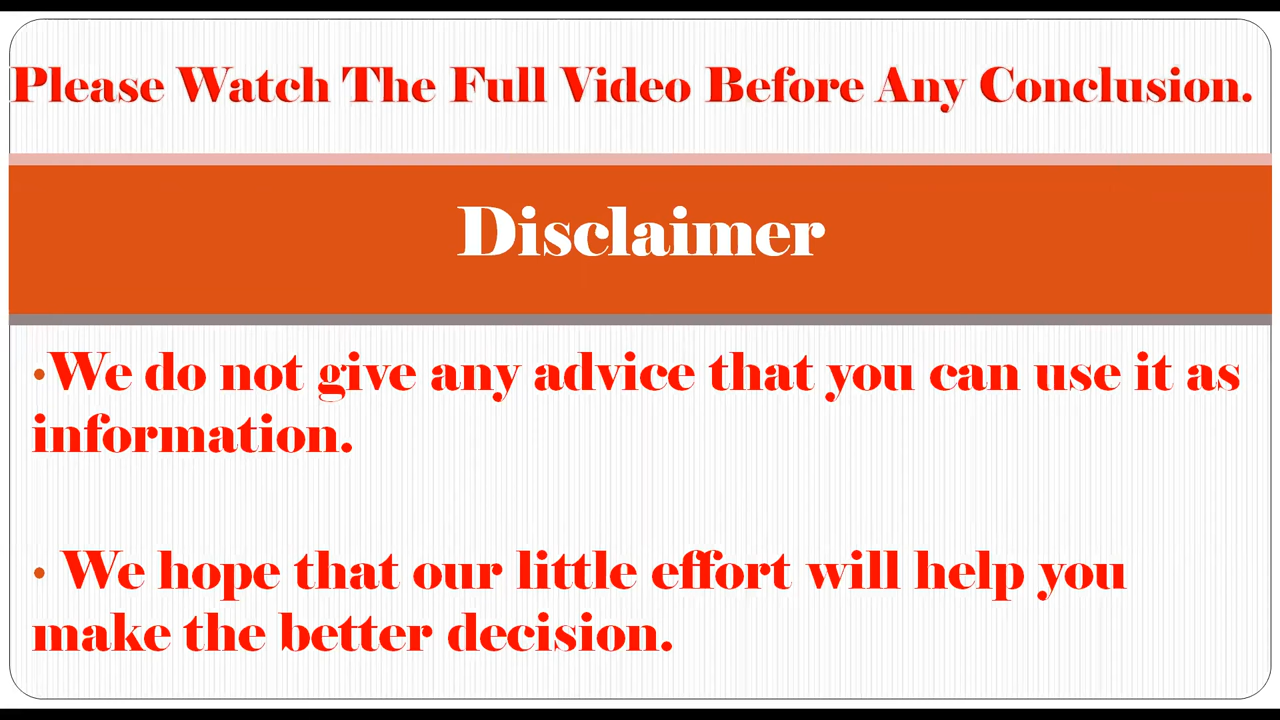 Please Watch The Full Video Before Any Conclusion.
Disclaimer
•We do not give any advice that you can use it as
information.
• We hope that our little effort will help you
make the better decision.